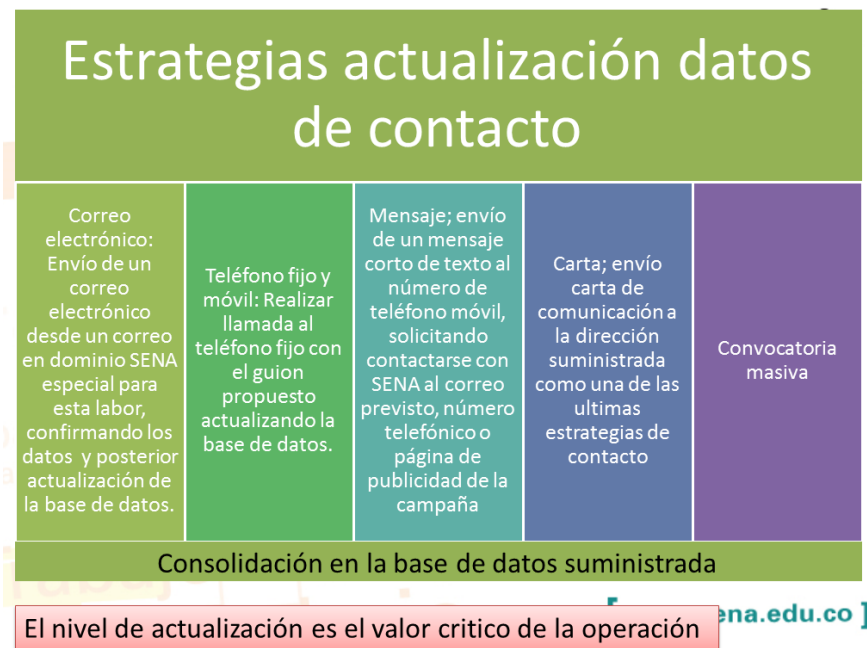 Estrategias actualización datos
de contacto
Correo
electrónico:
Envío de un
correo
electrónico
desde un correo
en dominio SENA
especial para
esta labor,
confirmando los
datos y posterior
actualización de
la base de datos.
Teléfono fijo y
móvil: Realizar
llamada al
teléfono fijo con
el guion
propuesto
actualizando la
base de datos.
Mensaje; envío
de un mensaje
corto de texto al
número de
teléfono móvil,
solicitando
contactarse con
SENA al correo
previsto, número
telefónico o
página de
publicidad de la
campaña
Carta; envío
carta de
comunicación a
la dirección
suministrada
como una de las
ultimas
estrategias de
contacto
Convocatoria
masiva
Consolidación en la base de datos suministrada
ena.edu.co ]
El nivel de actualización es el valor critico de la operación